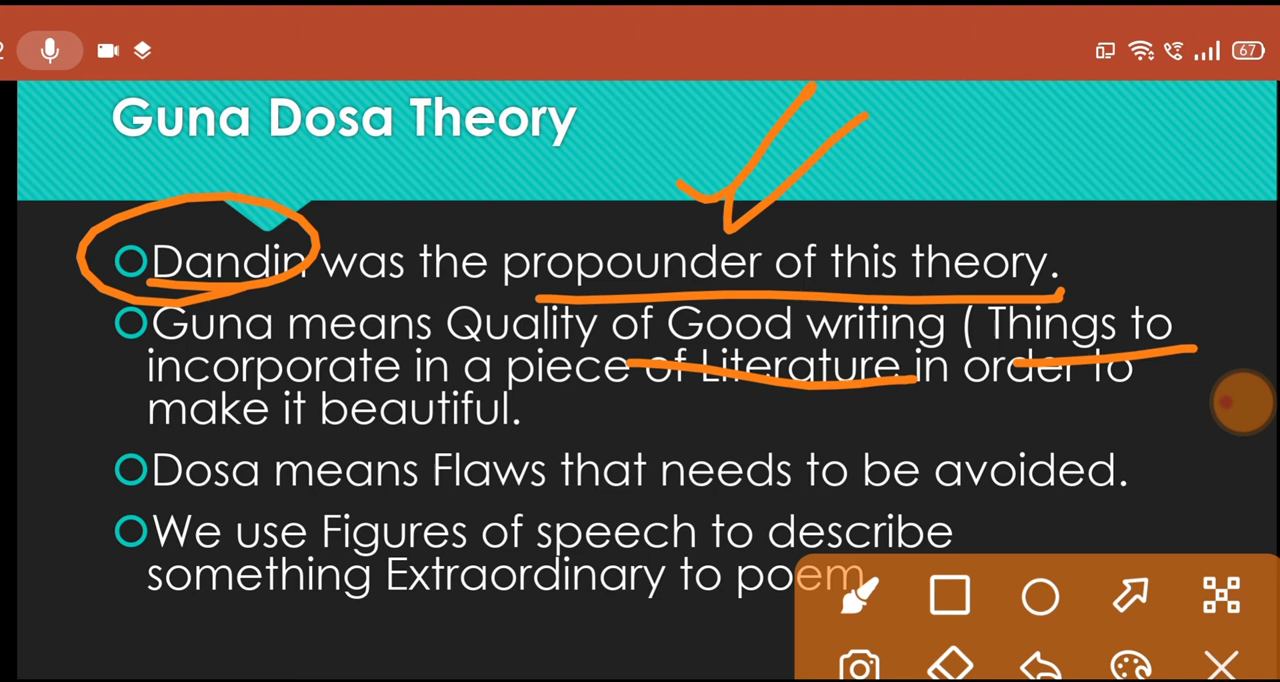 2
67
Guna Dosa Theory
Dandin was the propounder of this theory.
Guna means Quality of Good writing ( Things to
incorporate in a piece of Literature in order to
make it beautiful.
Dosa means Flaws that needs to be avoided.
We use Figures of speech to describe
something Extraordinary to poem